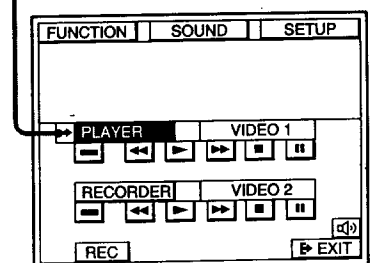 FUNCTION SOUND SETUP
PLAYER VIDEO 1
RECORDER VIDEO 2
REC EXIT